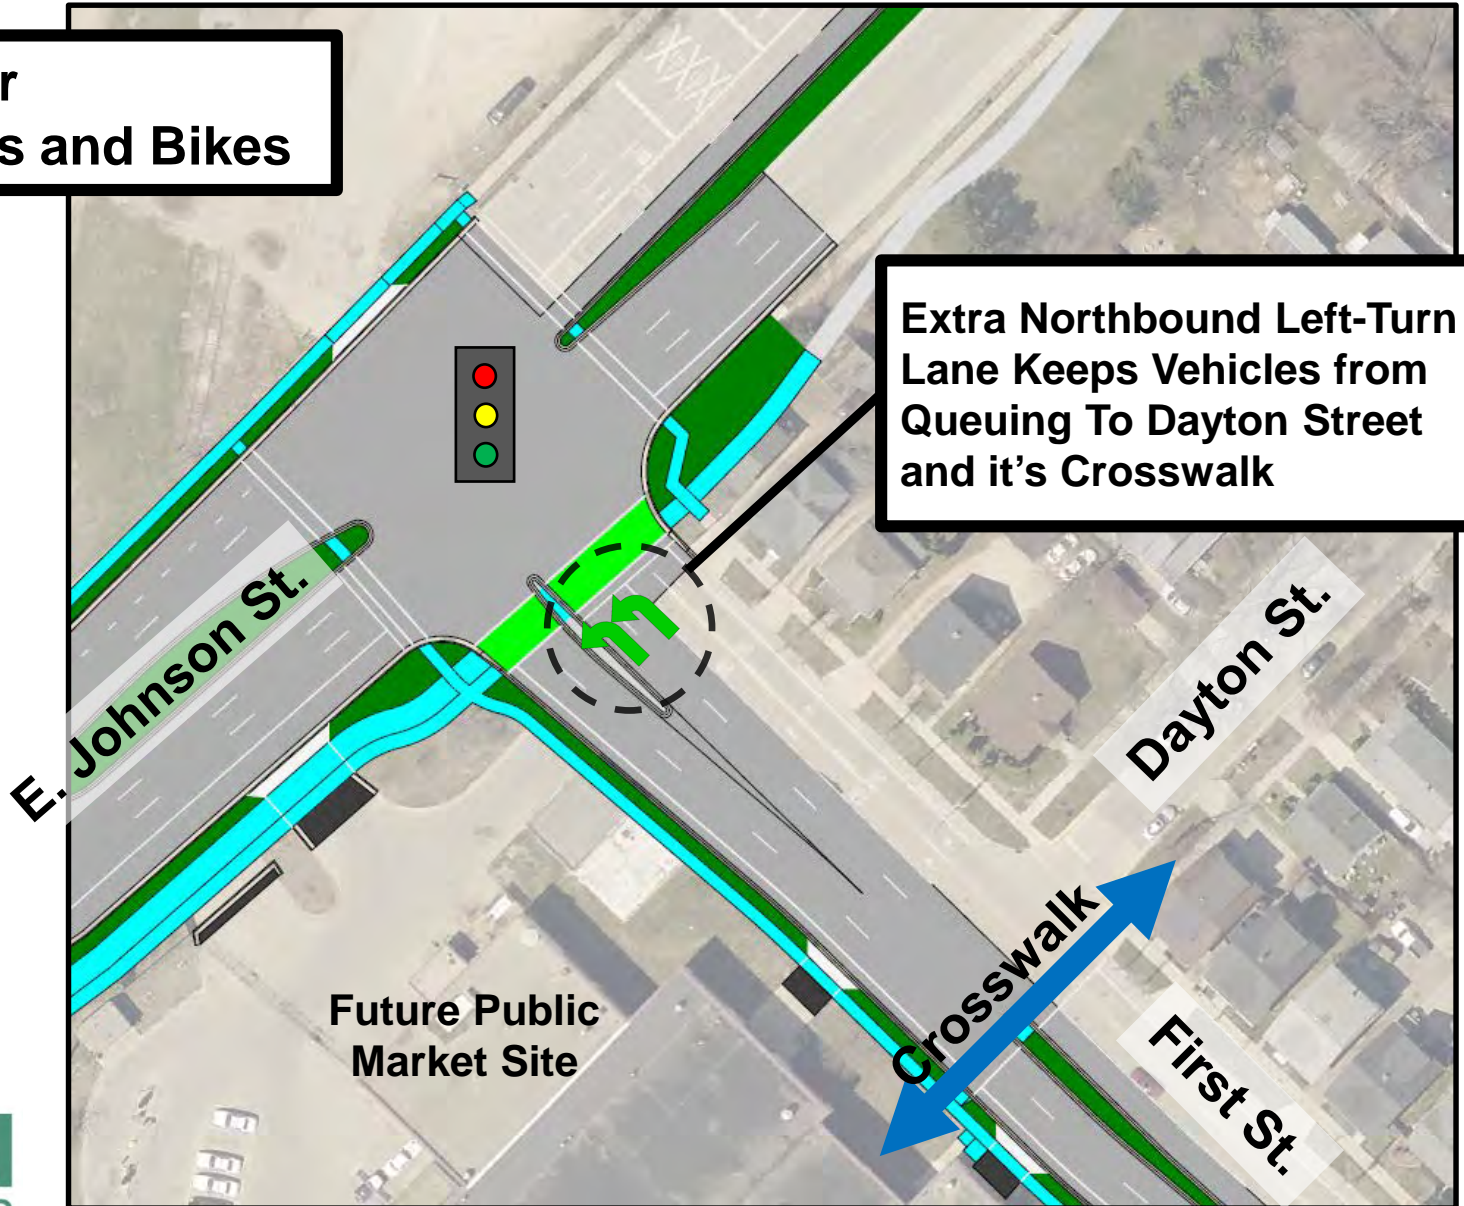 r
s and Bikes
Extra Northbound Left-Turn
Lane Keeps Vehicles from
Queuing To Dayton Street
and it's Crosswalk
E. Johnson St.
Dayton St.
Crosswalk
First St.
Future Public
Market Site